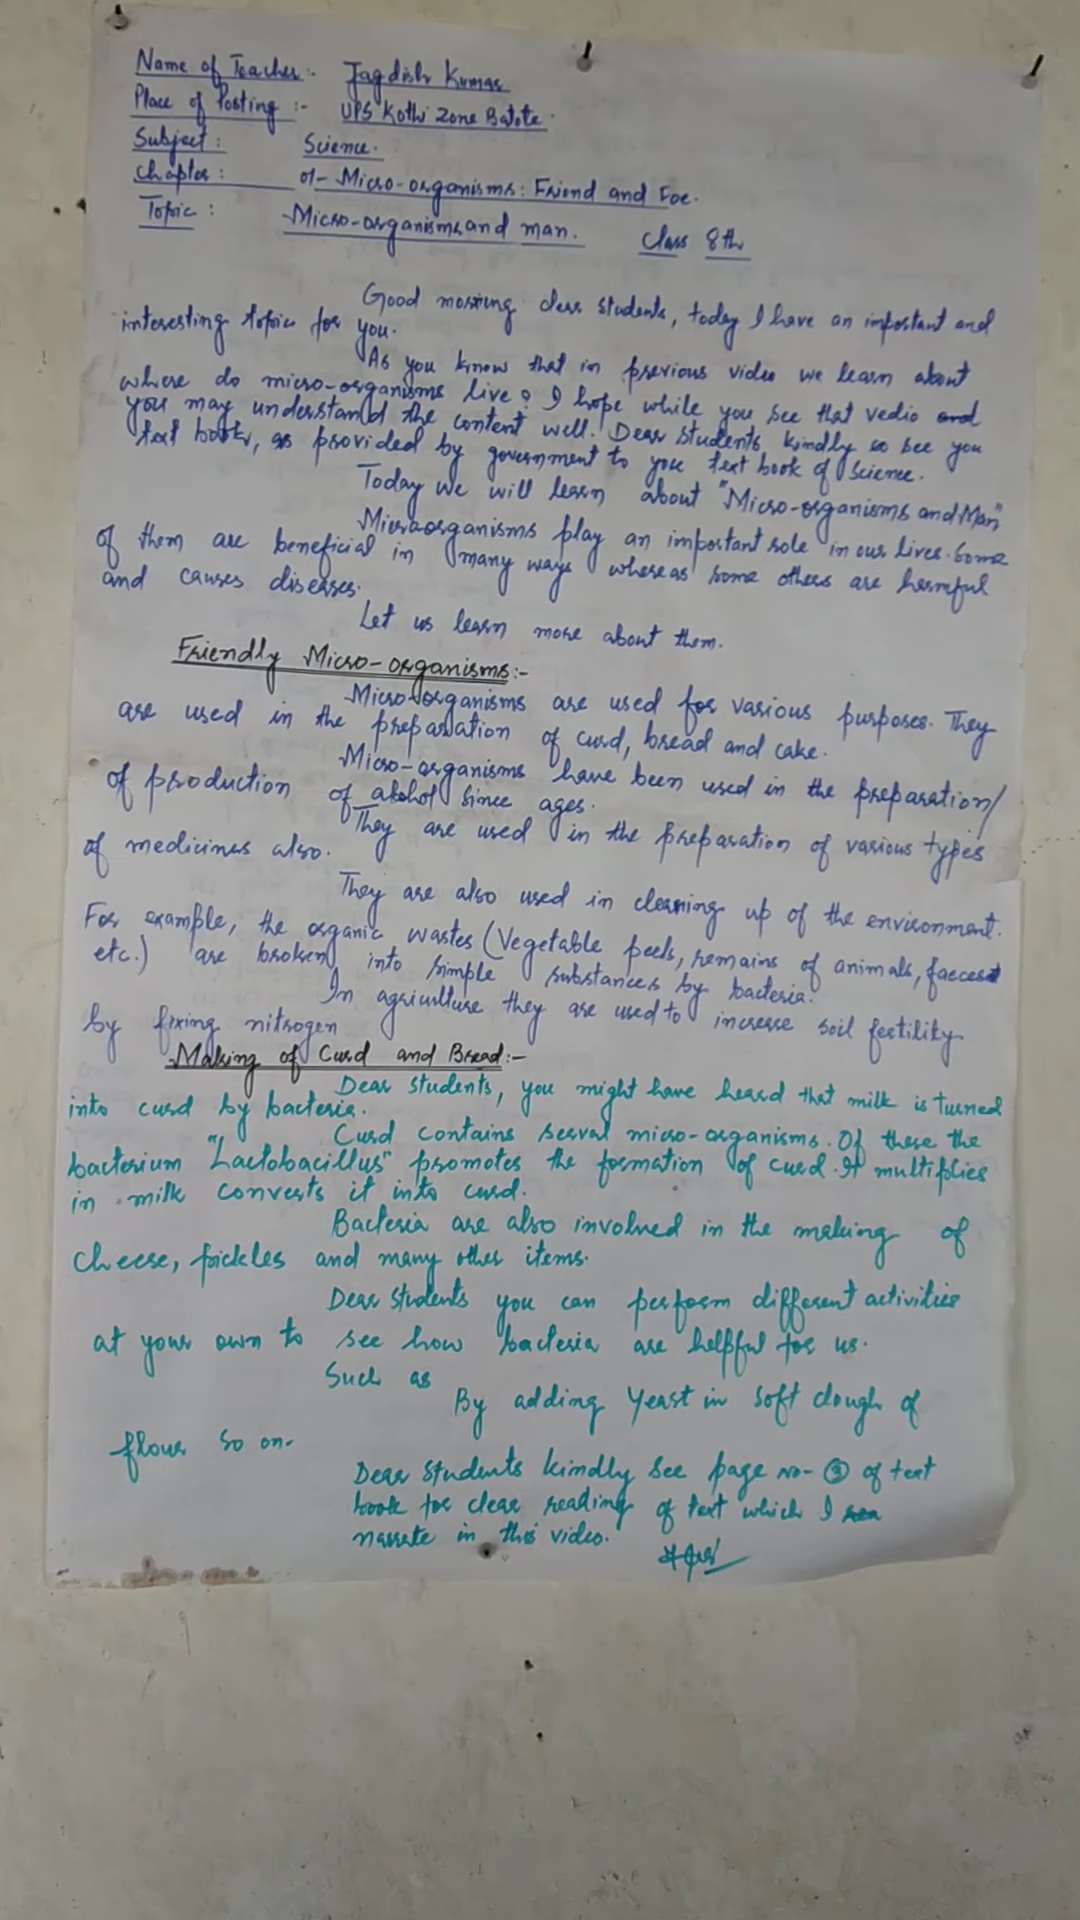 Name of Teacher:- Jagdish Kumar
Place of Posting :- UPS Kothi Zone Batote.
Subject : Science.
Chapter : 01- Micro-organisms: Friend and Foe.
Topic : Micro-organisms and man. Class 8th
Good morning dear students, today I have an important and
interesting topic for you.
As you know that in previous video we learn about
where do micro-organisms live? I hope while you see that vedio and
you may understand the content well. Dear students kindly so see you
text book, as provided by government to you text book of Science.
Today we will learn about "Micro-organisms and Man"
Microorganisms play an important role in our lives. Some
of them are beneficial in many ways whereas some others are harmful
and causes diseases.
Let us learn more about them.
Friendly Micro-organisms:-
Micro-organisms are used for various purposes. They
are used in the preparation of curd, bread and cake.
Micro-organisms have been used in the preparation/
of production of akohol since ages.
They are used in the preparation of various types
of medicines also.
They are also used in cleaning up of the environment.
For example, the organic wastes (Vegetable peels, remains of animals, faeces
etc.) are broken into simple substances by bacteria.
In agriculture they are used to increase soil fertility
by fixing nitrogen
Making of Curd and Bread:-
Dear students, you might have heard that milk is turned
into curd by bacteria.
Curd contains serval micro-organisms. Of these the
bacterium "Lactobacillus" promotes the formation of curd. It multiplies
in milk converts it into curd.
Bacteria are also involved in the making of
cheese, pickles and many other items.
Dear Students you can perform different activities
at your own to see how bacteria are helpful for us.
Such as
By adding yeast in soft dough of
flour so on.
Dear Students kindly see page no- 3 of text
book for clear reading of text which I
narrate in this video.